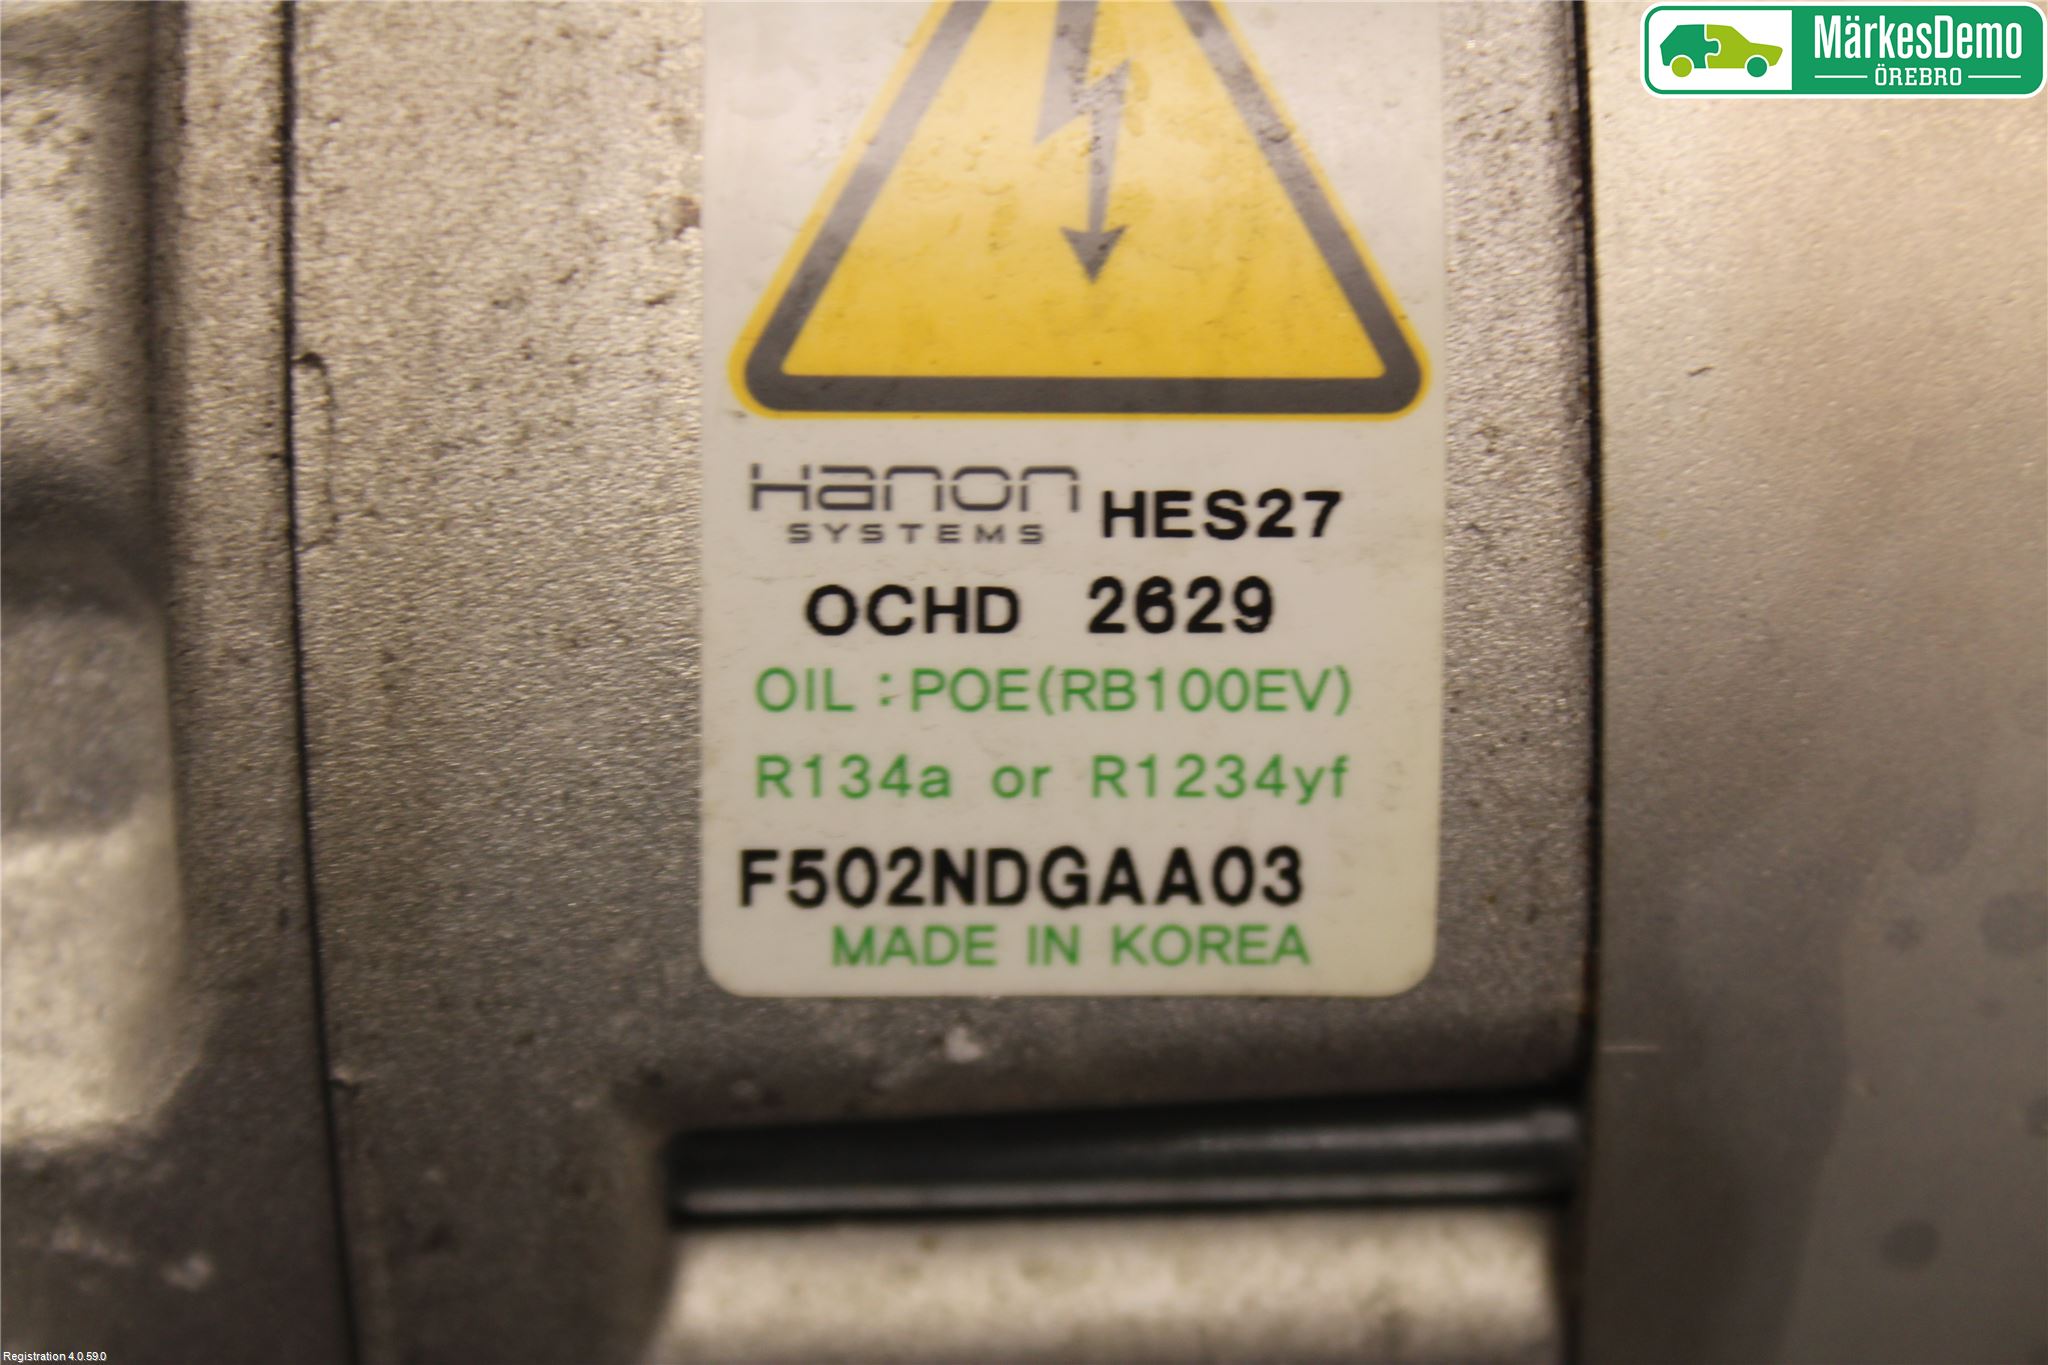 MärkesDemo
ÖREBRO
Hanon HES27
SYSTEMS
OCHD 2629
OIL : POE(RB100EV)
R134a or R1234yf
F502NDGAA03
MADE IN KOREA
Registration 4.0.59.0